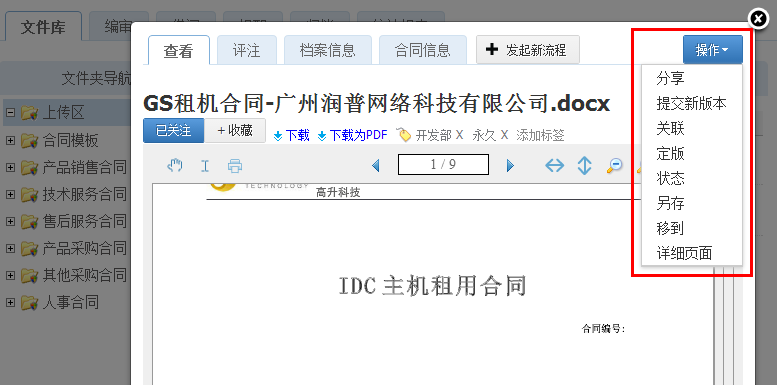 文件库 编审
查看 评注 档案信息 合同信息 + 发起新流程 操作
文件夹导航
分享
提交新版本
关联
定版
状态
另存
移到
详细页面
GS租机合同-广州润普网络科技有限公司.docx
已关注 +收藏 下载 下载为PDF 开发部 X 永久 X 添加标签
1 / 9
上传区
合同模板
产品销售合同
技术服务合同
售后服务合同
产品采购合同
其他采购合同
人事合同
TECHNOLOGY 高升科技
IDC 主机租用合同
合同编号: